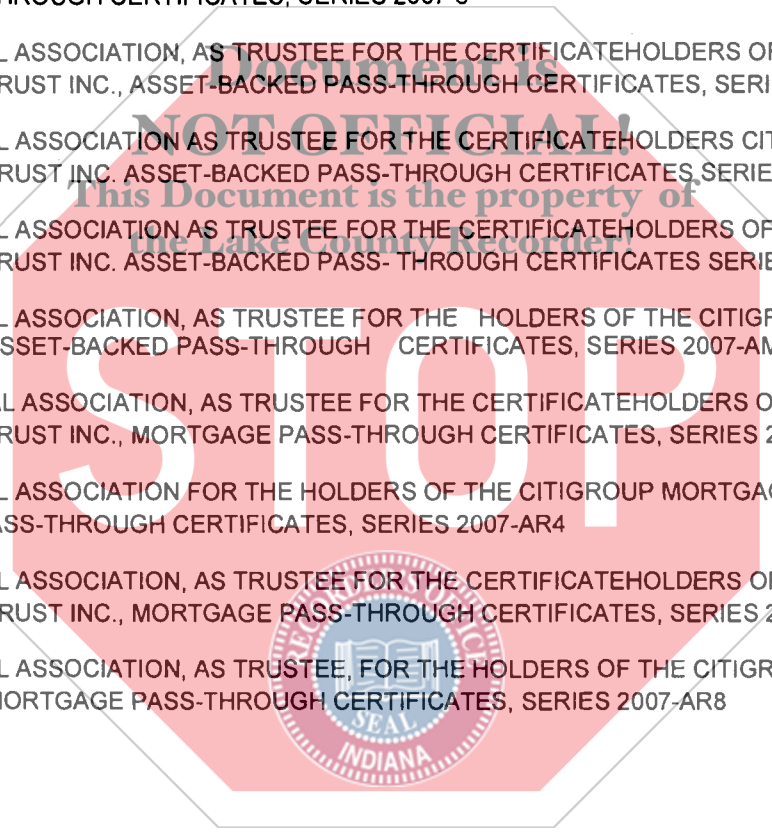 THROUGH CERTIFICATES, SERIES 2007-
L ASSOCIATION, AS TRUSTEE FOR THE CERTIFICATEHOLDERS OF
Document is
RUST INC., ASSET-BACKED PASS-THROUGH CERTIFICATES, SERI
NOT OFFICIAL!
L ASSOCIATION AS TRUSTEE FOR THE CERTIFICATEHOLDERS CIT
RUST INC. ASSET-BACKED PASS-THROUGH CERTIFICATES SERIE
This Document is the property of
L ASSOCIATION AS TRUSTEE FOR THE CERTIFICATEHOLDERS OF
the Lake County Recorder!
RUST INC. ASSET-BACKED PASS- THROUGH CERTIFICATES SERIE
L ASSOCIATION, AS TRUSTEE FOR THE HOLDERS OF THE CITIGR
SSET-BACKED PASS-THROUGH CERTIFICATES, SERIES 2007-AM
STOP
L ASSOCIATION, AS TRUSTEE FOR THE CERTIFICATEHOLDERS O
RUST INC., MORTGAGE PASS-THROUGH CERTIFICATES, SERIES 2
L ASSOCIATION FOR THE HOLDERS OF THE CITIGROUP MORTGAG
ASS-THROUGH CERTIFICATES, SERIES 2007-AR4
L ASSOCIATION, AS TRUSTEE FOR THE CERTIFICATEHOLDERS OF
RUST INC., MORTGAGE PASS-THROUGH CERTIFICATES, SERIES 2
L ASSOCIATION, AS TRUSTEE, FOR THE HOLDERS OF THE CITIGR
MORTGAGE PASS-THROUGH CERTIFICATES, SERIES 2007-AR8
RECORDER'S OFFICE
SEAL
INDIANA